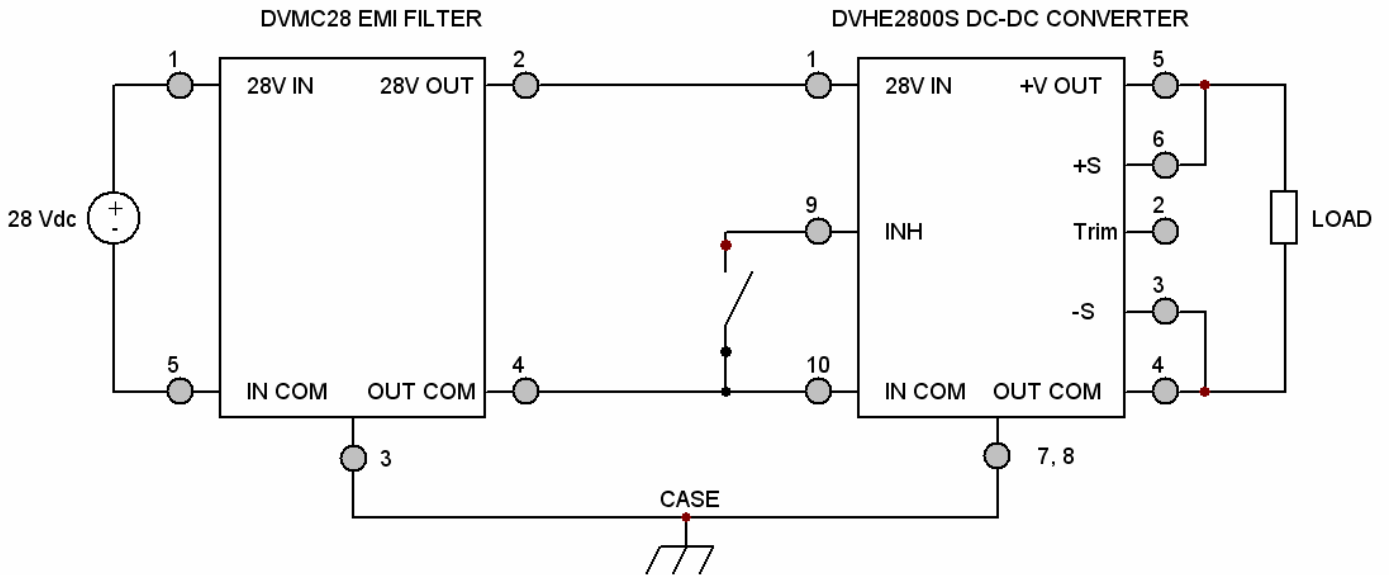 DVMC28 EMI FILTER
DVHE2800S DC-DC CONVERTER
1
28V IN
28V OUT
2
1
28V IN
+V OUT
5
6
+S
28 Vdc
+
-
9
INH
Trim
2
LOAD
3
-S
5
IN COM
OUT COM
4
10
IN COM
OUT COM
4
3
7, 8
CASE